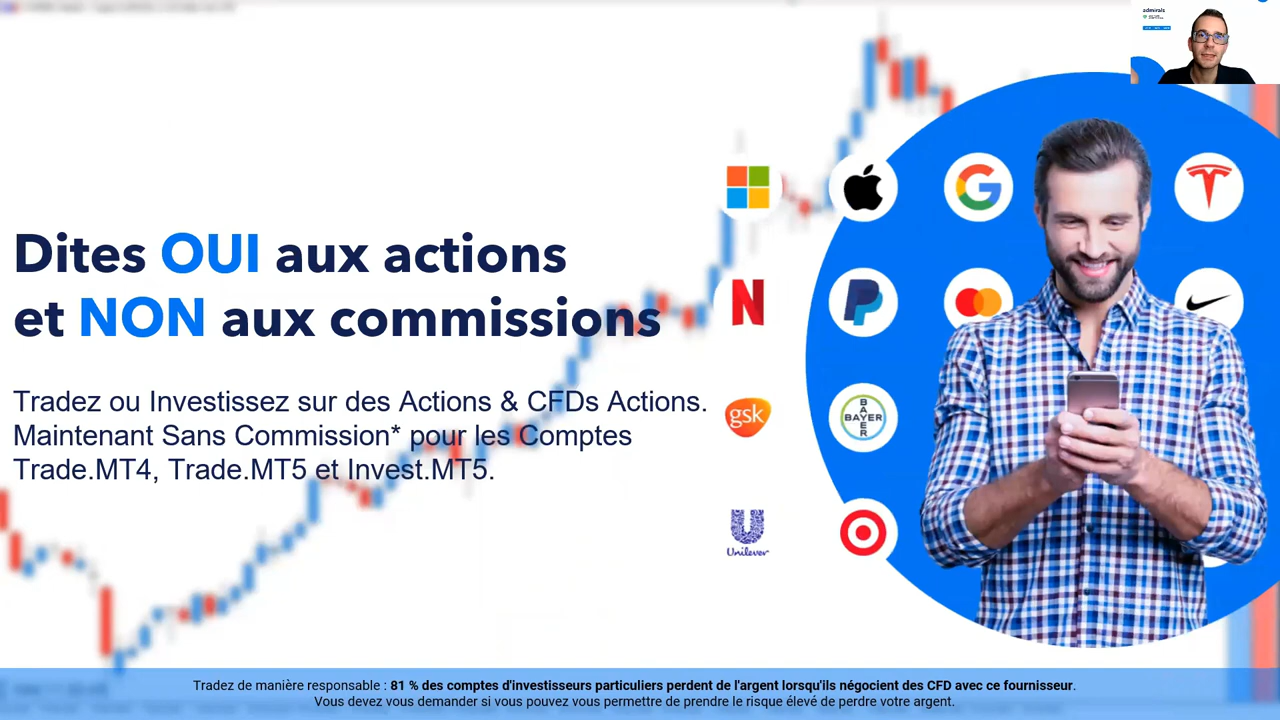 admirals
Dites OUI aux actions
et NON aux commissions
Tradez ou Investissez sur des Actions & CFDs Actions.
Maintenant Sans Commission* pour les Comptes
Trade.MT4, Trade.MT5 et Invest.MT5.
gsk
BAYER
BAYER
Unilever
Tradez de manière responsable : 81 % des comptes d'investisseurs particuliers perdent de l'argent lorsqu'ils négocient des CFD avec ce fournisseur.
Vous devez vous demander si vous pouvez vous permettre de prendre le risque élevé de perdre votre argent.